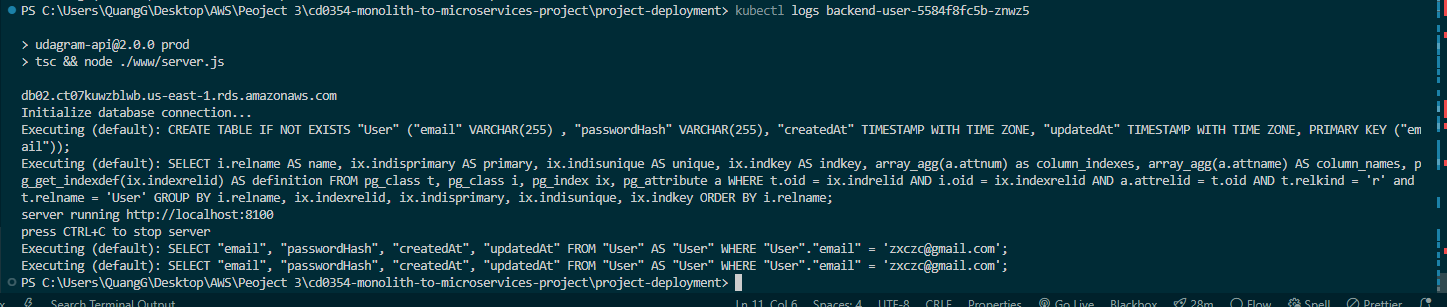 PS C:\Users\QuangG\Desktop\AWS\Peoject 3\cd0354-monolith-to-microservices-project\project-deployment> kubectl logs backend-user-5584f8fc5b-znwz5
> udagram-api@2.0.0 prod
> tsc && node ./www/server.js
db02.ct07kuwzblwb.us-east-1.rds.amazonaws.com
Initialize database connection...
Executing (default): CREATE TABLE IF NOT EXISTS "User" ("email" VARCHAR(255) , "passwordHash" VARCHAR(255), "createdAt" TIMESTAMP WITH TIME ZONE, "updatedAt" TIMESTAMP WITH TIME ZONE, PRIMARY KEY ("em
ail"));
Executing (default): SELECT i.relname AS name, ix.indisprimary AS primary, ix.indisunique AS unique, ix.indkey AS indkey, array_agg(a.attnum) as column_indexes, array_agg(a.attname) AS column_names, p
g_get_indexdef(ix.indexrelid) AS definition FROM pg_class t, pg_class i, pg_index ix, pg_attribute a WHERE t.oid = ix.indrelid AND i.oid = ix.indexrelid AND a.attrelid = t.oid AND t.relkind = 'r' and
t.relname = 'User' GROUP BY i.relname, ix.indexrelid, ix.indisprimary, ix.indisunique, ix.indkey ORDER BY i.relname;
server running http://localhost:8100
press CTRL+C to stop server
Executing (default): SELECT "email", "passwordHash", "createdAt", "updatedAt" FROM "User" AS "User" WHERE "User"."email" = 'zxczc@gmail.com';
Executing (default): SELECT "email", "passwordHash", "createdAt", "updatedAt" FROM "User" AS "User" WHERE "User"."email" = 'zxczc@gmail.com';
PS C:\Users\QuangG\Desktop\AWS\Peoject 3\cd0354-monolith-to-microservices-project\project-deployment>
Search Terminal Output Ln 11, Col 6 Spaces: 4 UTF-8 CRLF Properties Go Live Blackbox 28m Flow Spell Prettier